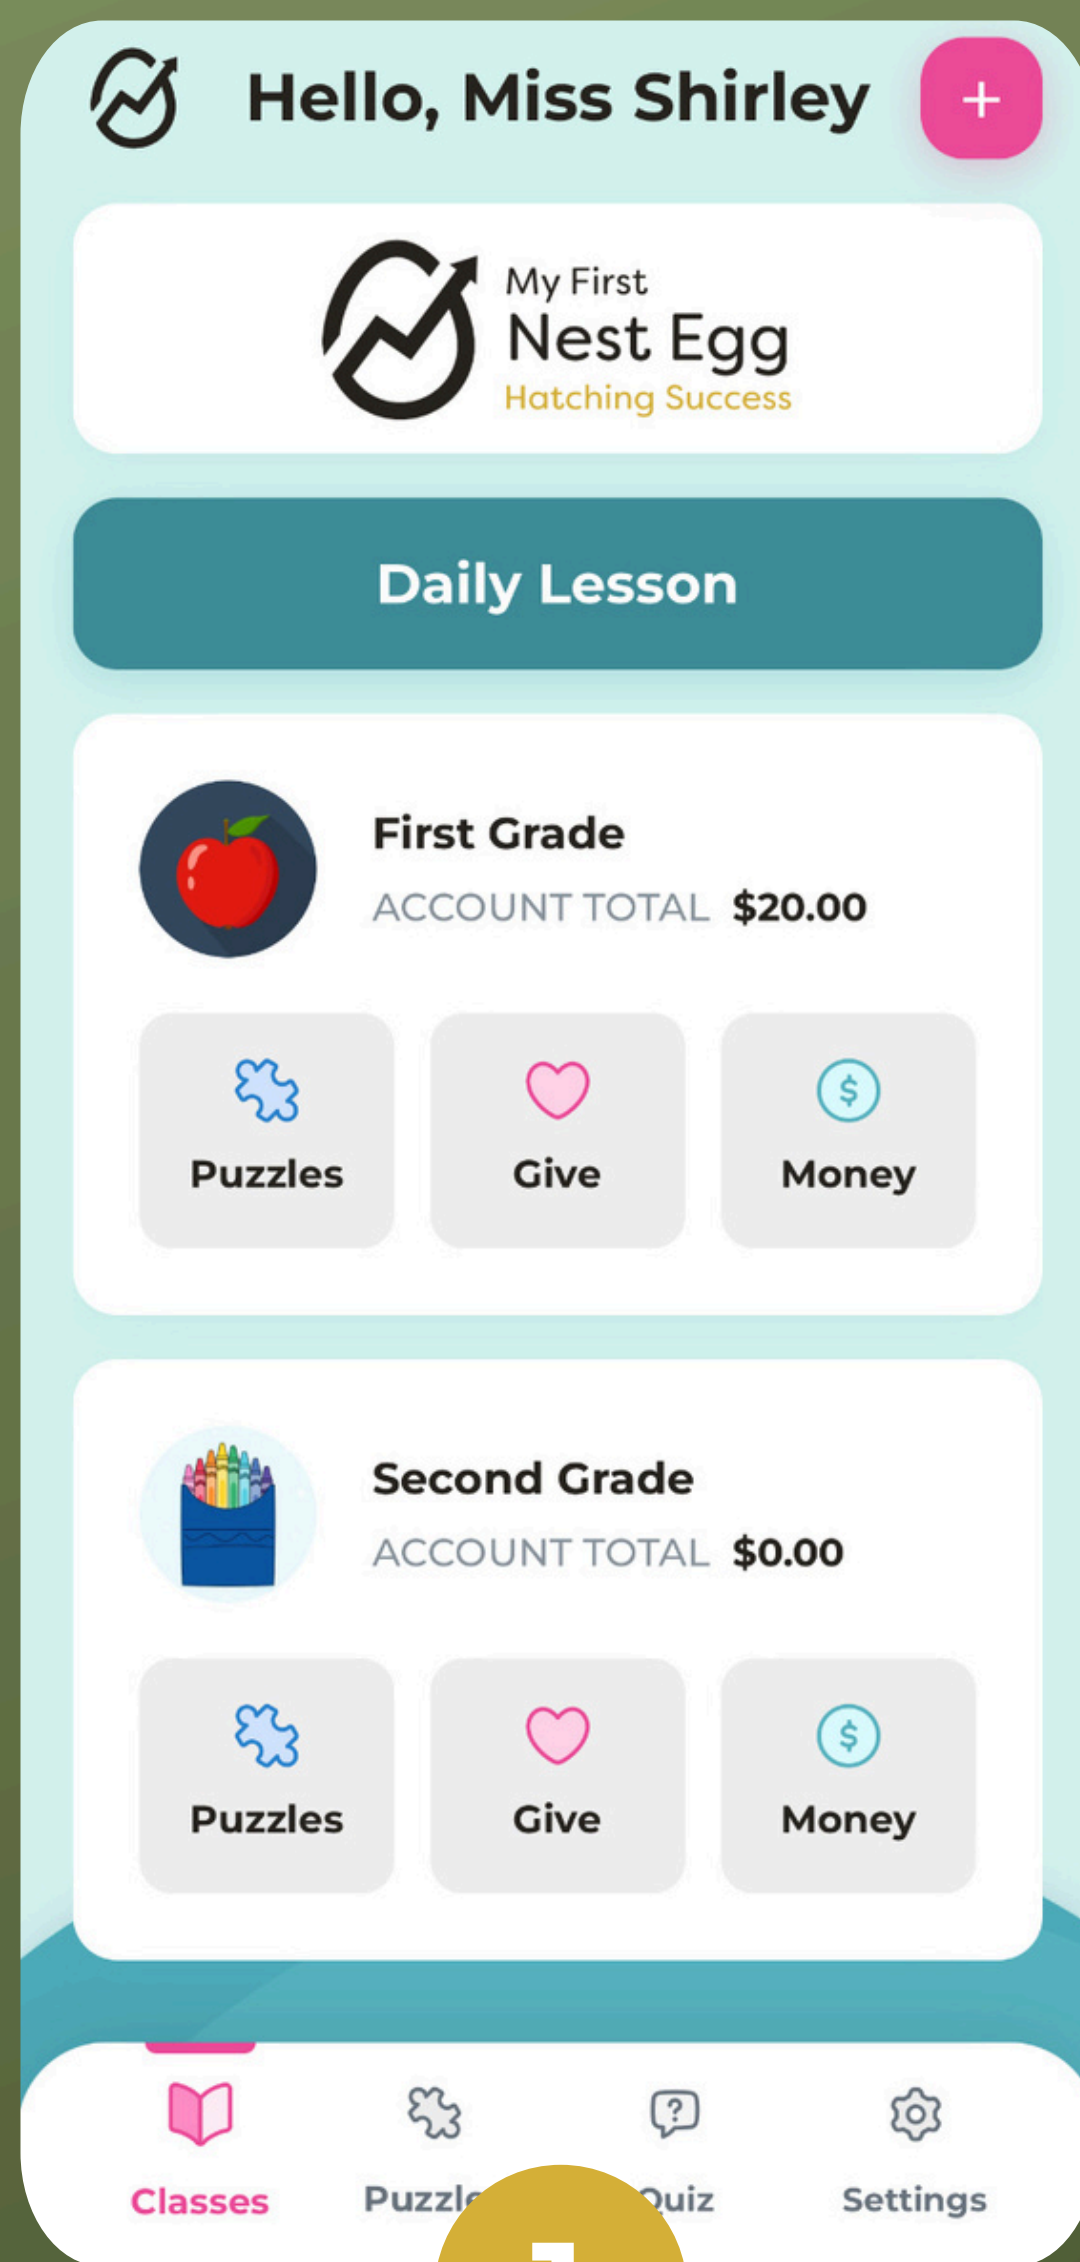 Hello, Miss Shirley
+
My First
Nest Egg
Hatching Success
Daily Lesson
First Grade
ACCOUNT TOTAL $20.00
Puzzles Give Money
Second Grade
ACCOUNT TOTAL $0.00
Puzzles Give Money
Classes Quiz Settings